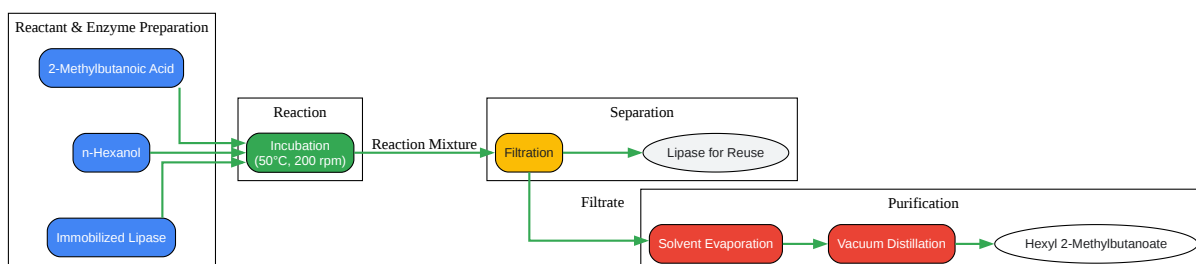 Reactant & Enzyme Preparation
2-Methylbutanoic Acid
n-Hexanol
Immobilized Lipase
Reaction
Incubation
(50°C, 200 rpm)
Reaction Mixture
Separation
Filtration
Lipase for Reuse
Filtrate
Purification
Solvent Evaporation
Vacuum Distillation
Hexyl 2-Methylbutanoate